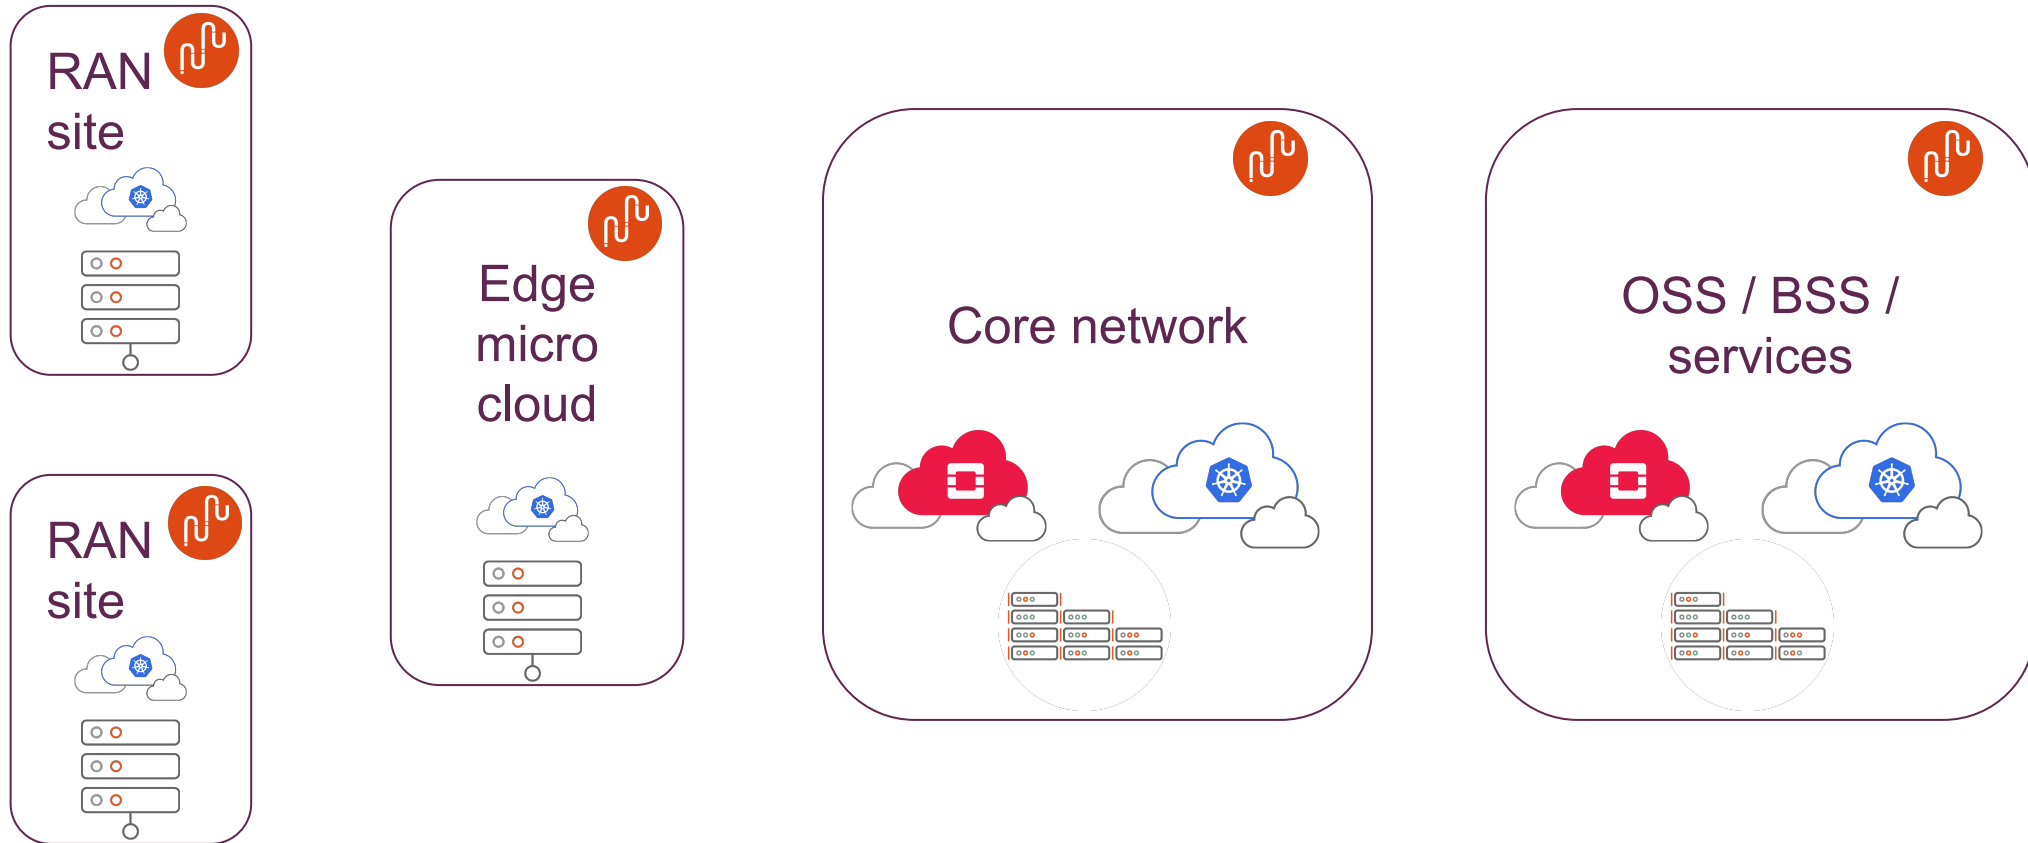 RAN
site
RAN
site
Edge
micro
cloud
Core network
OSS / BSS /
services